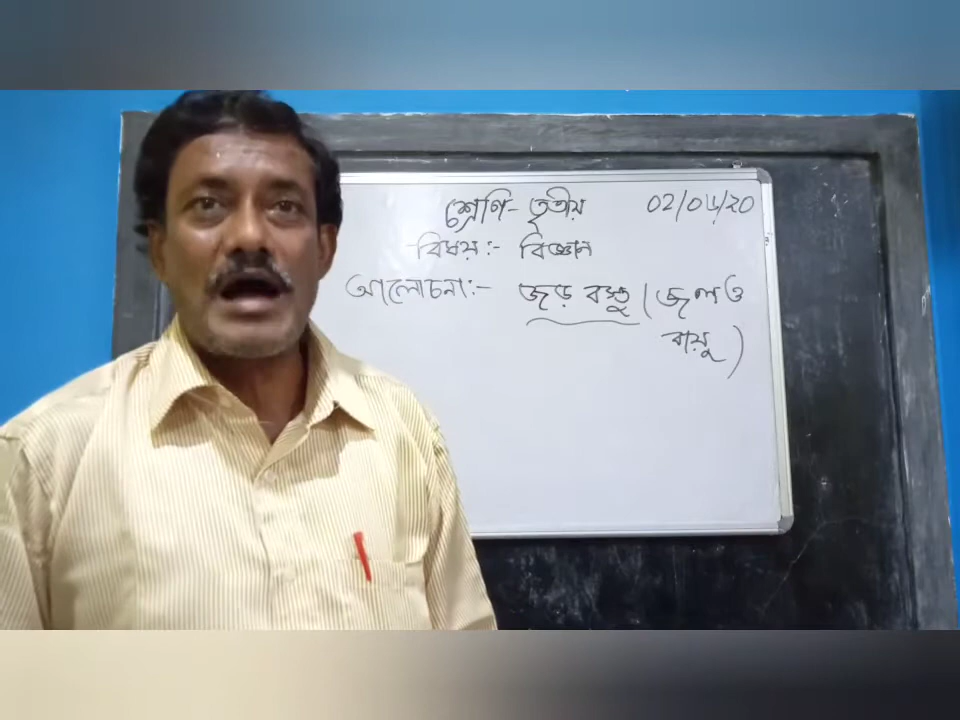 শ্রেণি- তৃতীয় 02/06/20
বিষয়:- বিজ্ঞান
আলোচনা:- জড় বস্তু (জল ও
বায়ু)